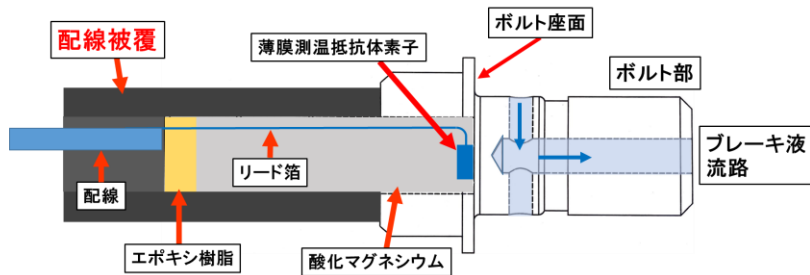 配線被覆
薄膜測温抵抗体素子
ボルト座面
ボルト部
ブレーキ液
流路
配線
リード箔
エポキシ樹脂
酸化マグネシウム